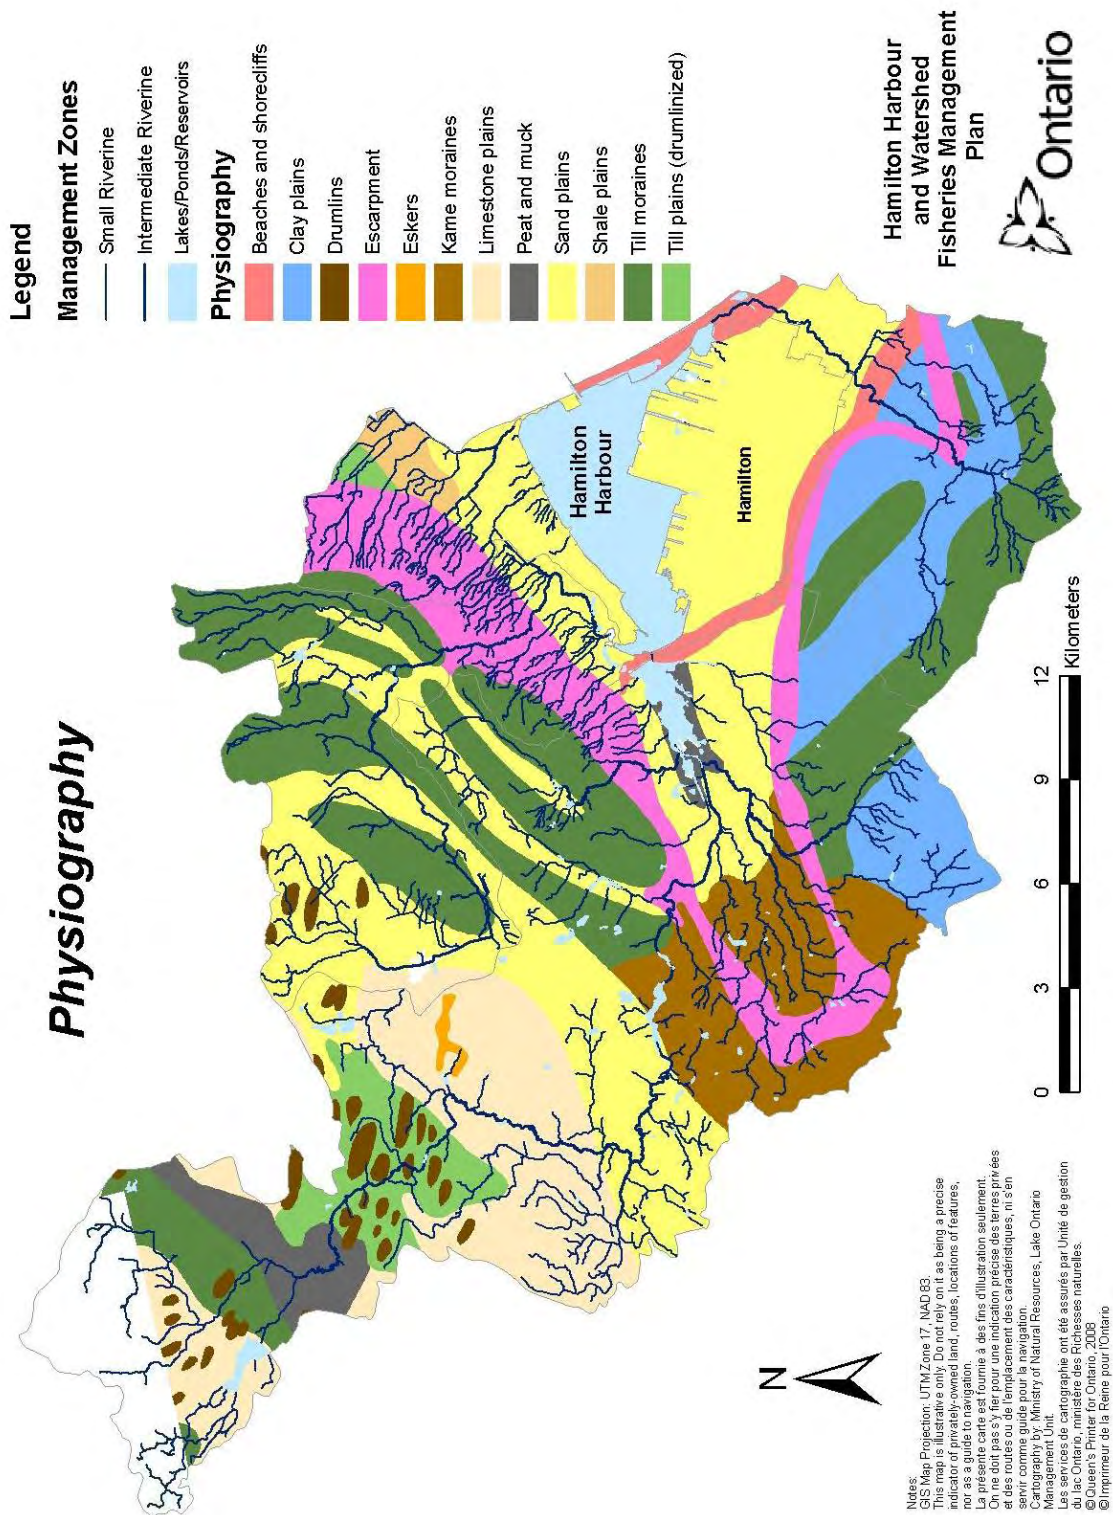 Physiography
Legend
Management Zones
Small Riverine
Intermediate Riverine
Lakes/Ponds/Reservoirs
Physiography
Beaches and shorecliffs
Clay plains
Drumlins
Escarpment
Eskers
Kame moraines
Limestone plains
Peat and muck
Sand plains
Shale plains
Till moraines
Till plains (drumlinized)
Hamilton
Harbour
Hamilton
N
0 3 6 9 12
Kilometers
Hamilton Harbour
and Watershed
Fisheries Management
Plan
Ontario
Notes:
GIS Map Projection: UTM Zone 17, NAD 83.
This map is illustrative only. Do not rely on it as being a precise
indicator of privately-owned land, routes, locations of features,
nor as a guide to navigation.
La présente carte est fournie à des fins d'illustration seulement.
On ne doit pas s'y fier pour une indication précise des terres privées
et des routes ou de l'emplacement des caractéristiques, ni s'en
servir comme guide pour la navigation.
Cartography by: Ministry of Natural Resources, Lake Ontario
Management Unit.
Les services de cartographie ont été assurés par Unité de gestion
du lac Ontario, ministère des Richesses naturelles.
© Queen's Printer for Ontario, 2008
© Imprimeur de la Reine pour l'Ontario